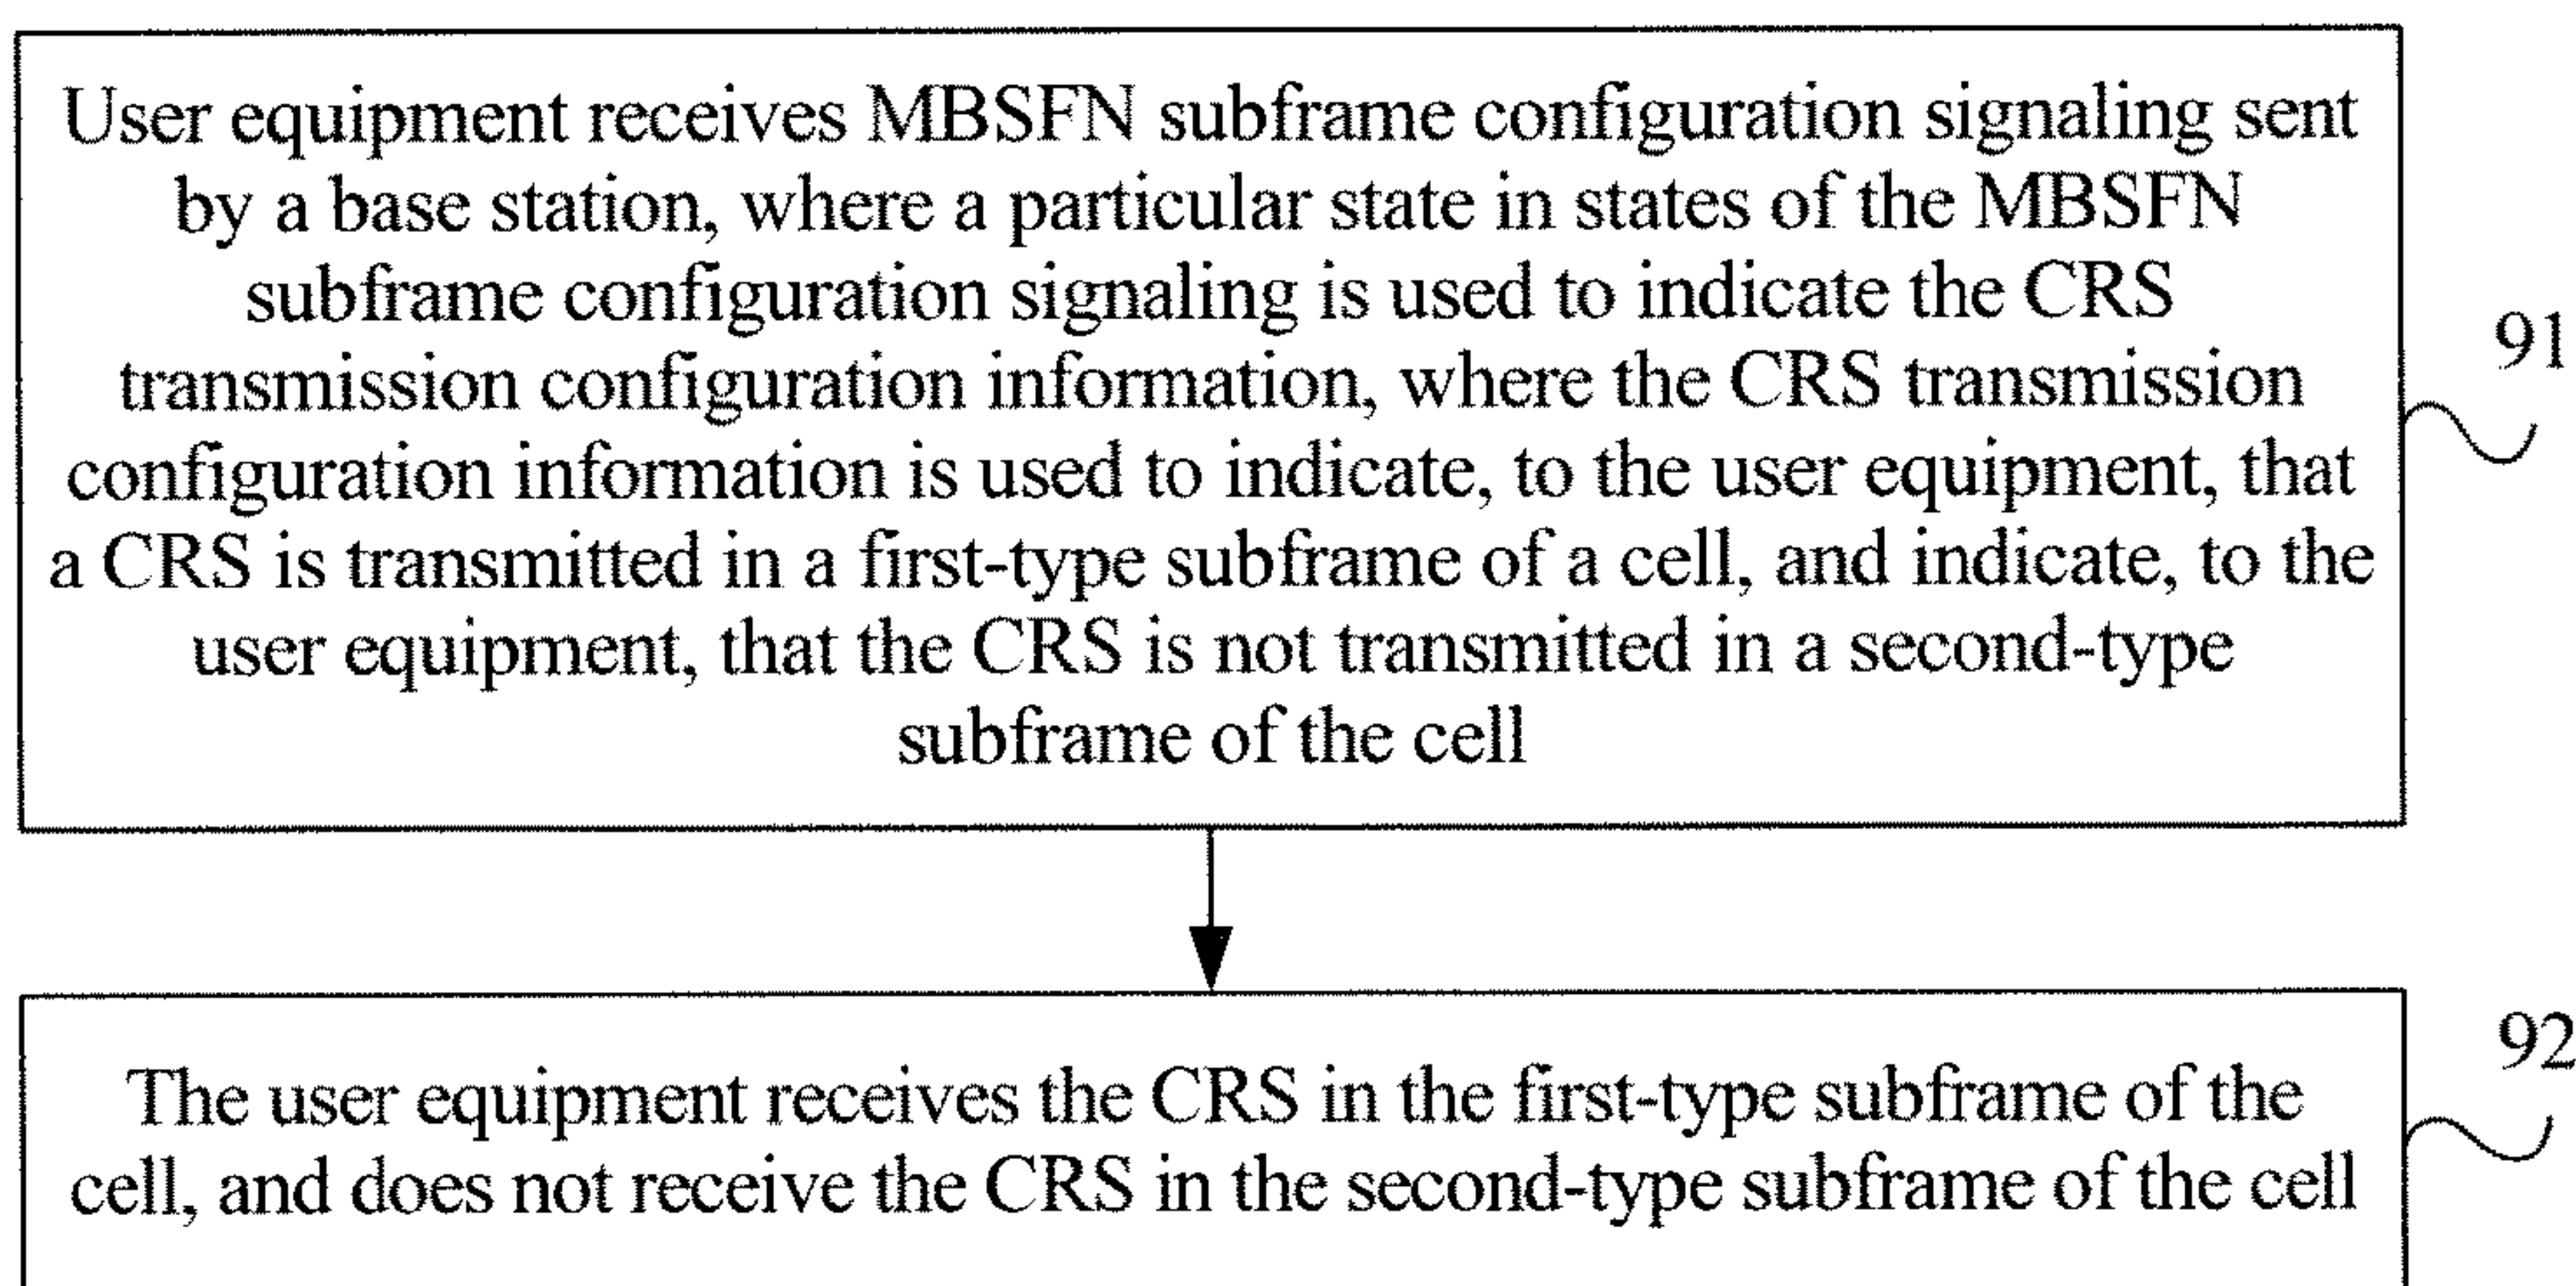 User equipment receives MBSFN subframe configuration signaling sent
by a base station, where a particular state in states of the MBSFN
subframe configuration signaling is used to indicate the CRS
transmission configuration information, where the CRS transmission
configuration information is used to indicate, to the user equipment, that
a CRS is transmitted in a first-type subframe of a cell, and indicate, to the
user equipment, that the CRS is not transmitted in a second-type
subframe of the cell
91
The user equipment receives the CRS in the first-type subframe of the
cell, and does not receive the CRS in the second-type subframe of the cell
92